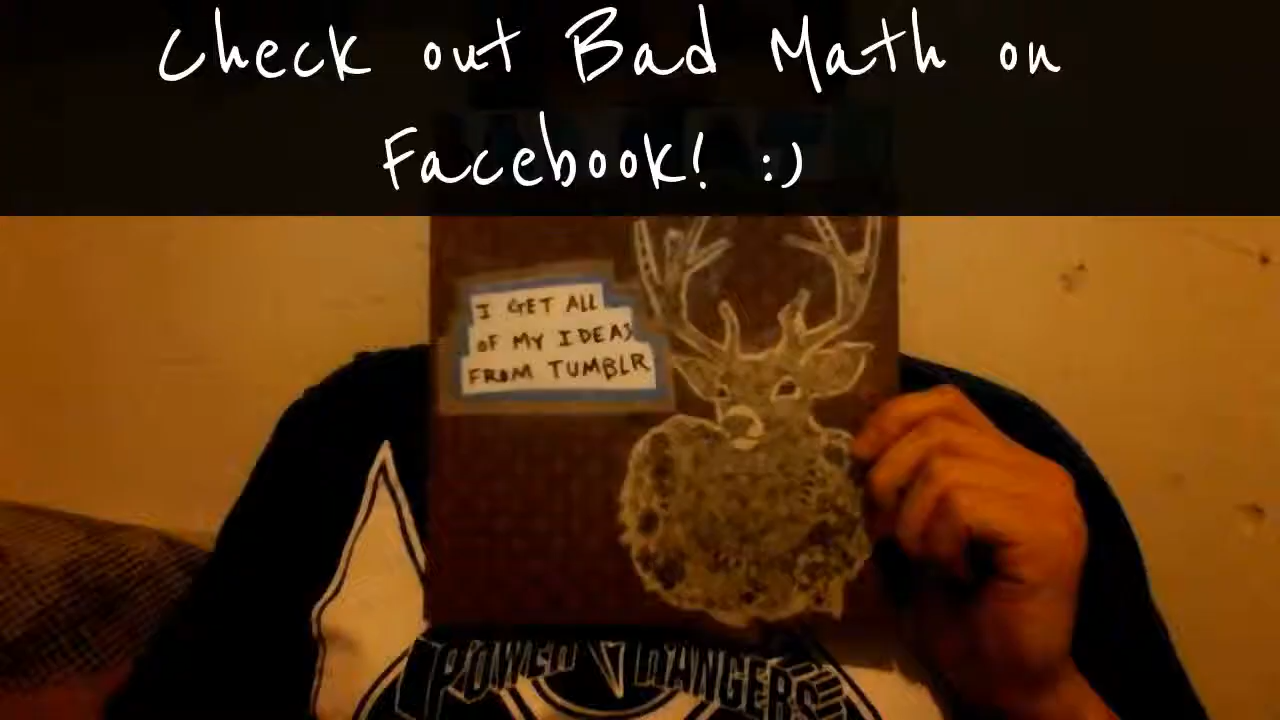 Check out Bad Math on
Facebook! :)
I GET ALL
OF MY IDEAS
FROM TUMBLR
POWER RANGERS